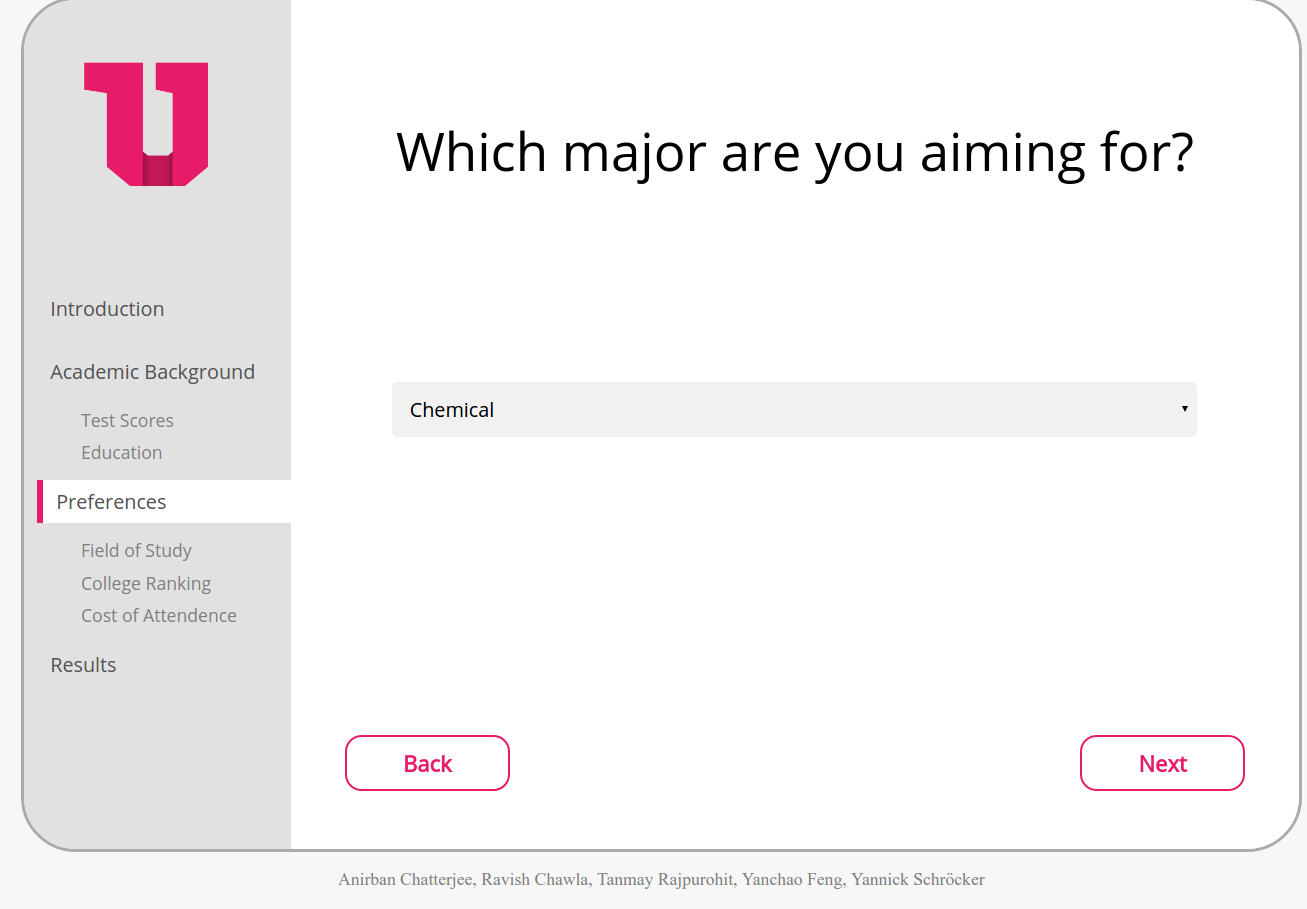 Which major are you aiming for?
Introduction
Academic Background
Test Scores
Education
Preferences
Field of Study
College Ranking
Cost of Attendence
Results
Chemical
Back
Next
Anirban Chatterjee, Ravish Chawla, Tanmay Rajpurohit, Yanchao Feng, Yannick Schröcker